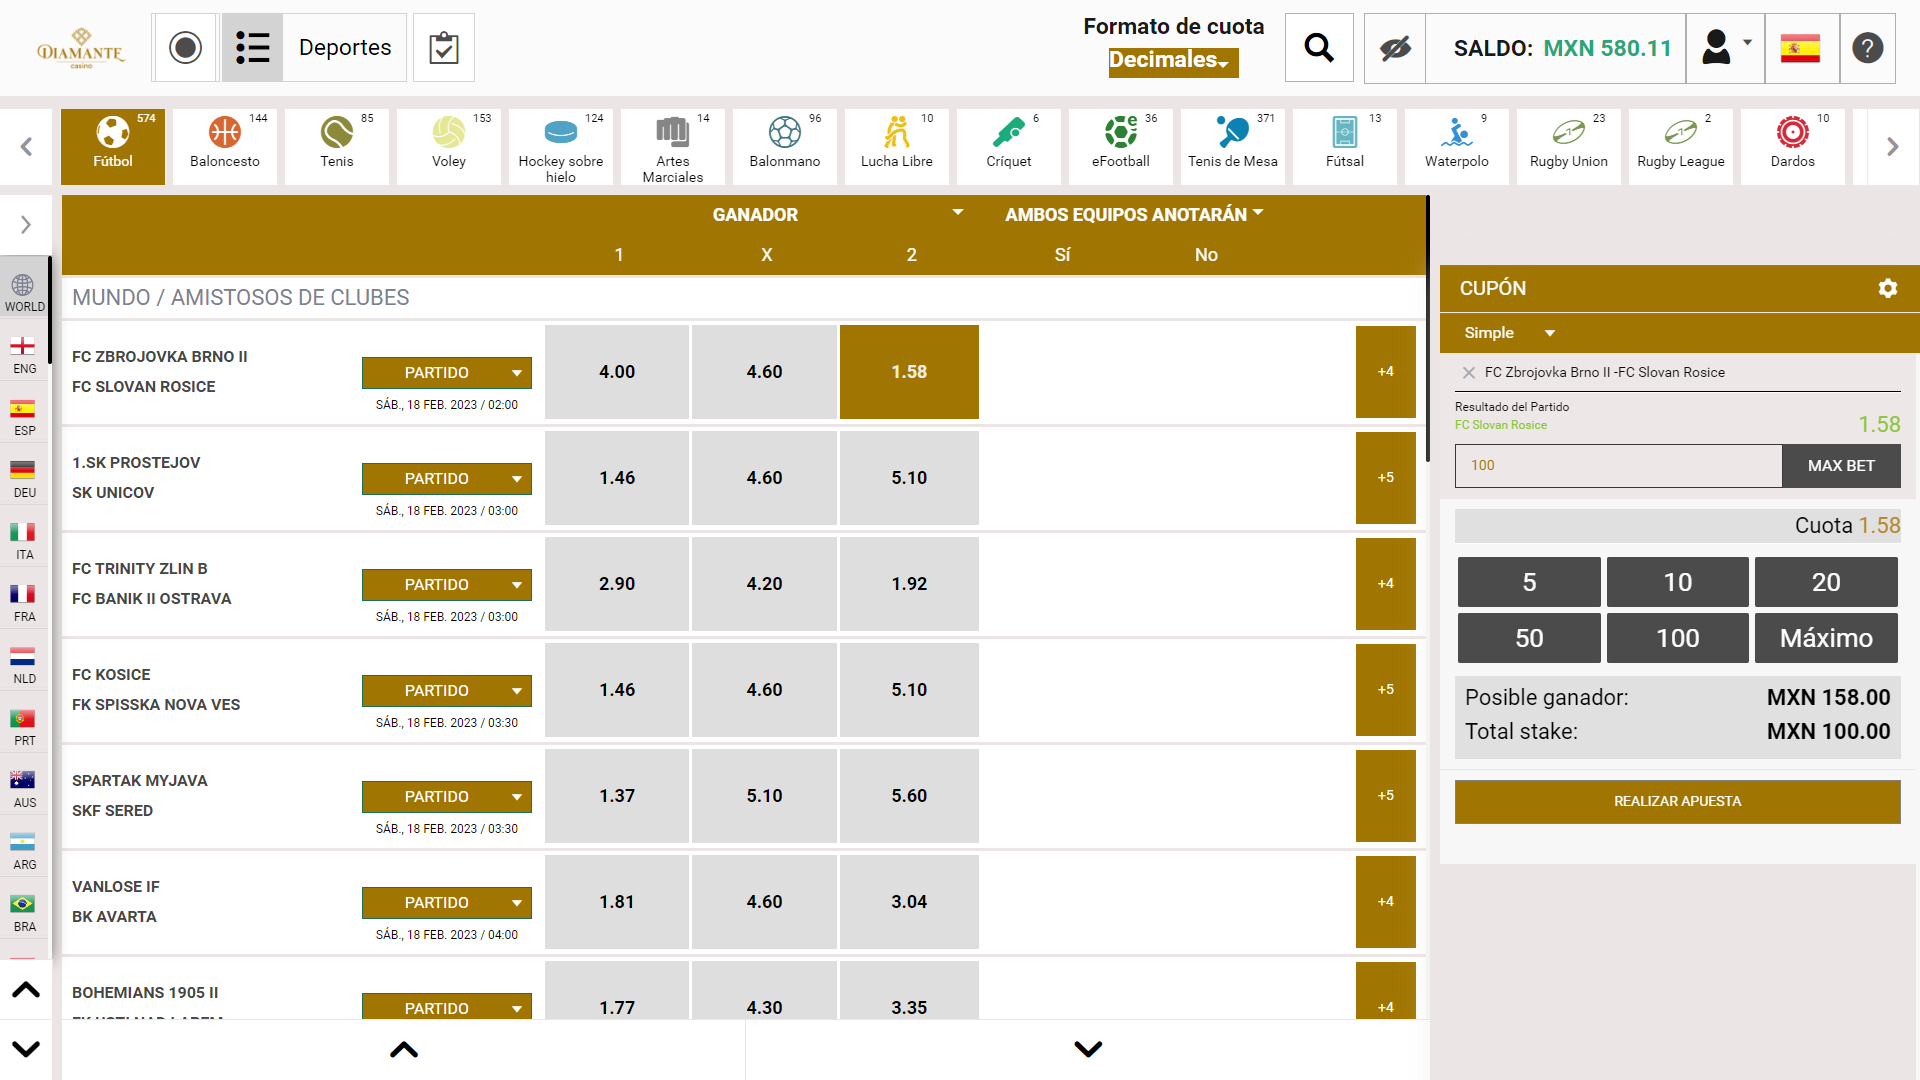 DIAMANTE
casino
Deportes
Formato de cuota
Decimales
SALDO: MXN 580.11
574
Fútbol
144
Baloncesto
85
Tenis
153
Voley
124
Hockey sobre
hielo
14
Artes
Marciales
96
Balonmano
10
Lucha Libre
6
Críquet
36
eFootball
371
Tenis de Mesa
13
Fútsal
9
Waterpolo
23
Rugby Union
2
Rugby League
10
Dardos
WORLD
ENG
ESP
DEU
ITA
FRA
NLD
PRT
AUS
ARG
BRA
GANADOR
AMBOS EQUIPOS ANOTARÁN
1 X 2 Sí No
MUNDO / AMISTOSOS DE CLUBES
FC ZBROJOVKA BRNO II
FC SLOVAN ROSICE
PARTIDO
SÁB., 18 FEB. 2023 / 02:00
4.00 4.60 1.58 +4
1.SK PROSTEJOV
SK UNICOV
PARTIDO
SÁB., 18 FEB. 2023 / 03:00
1.46 4.60 5.10 +5
FC TRINITY ZLIN B
FC BANIK II OSTRAVA
PARTIDO
SÁB., 18 FEB. 2023 / 03:00
2.90 4.20 1.92 +4
FC KOSICE
FK SPISSKA NOVA VES
PARTIDO
SÁB., 18 FEB. 2023 / 03:30
1.46 4.60 5.10 +5
SPARTAK MYJAVA
SKF SERED
PARTIDO
SÁB., 18 FEB. 2023 / 03:30
1.37 5.10 5.60 +5
VANLOSE IF
BK AVARTA
PARTIDO
SÁB., 18 FEB. 2023 / 04:00
1.81 4.60 3.04 +4
BOHEMIANS 1905 II
PARTIDO
1.77 4.30 3.35 +4
CUPÓN
Simple
FC Zbrojovka Brno II -FC Slovan Rosice
Resultado del Partido
FC Slovan Rosice
1.58
100
MAX BET
Cuota 1.58
5 10 20
50 100 Máximo
Posible ganador: MXN 158.00
Total stake: MXN 100.00
REALIZAR APUESTA